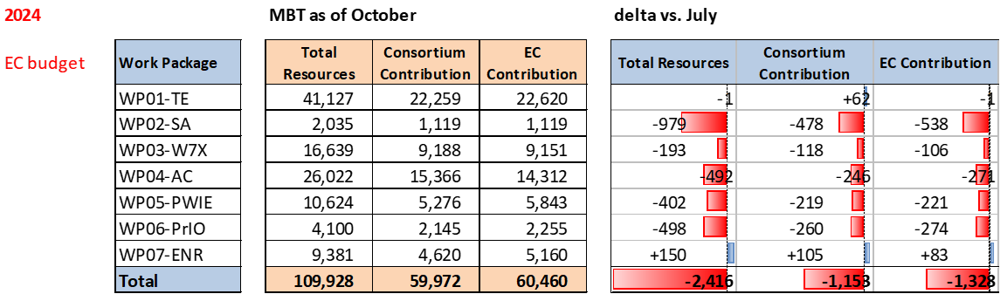 2024 MBT as of October delta vs. July
EC budget
Work Package Total Resources Consortium Contribution EC Contribution Total Resources Consortium Contribution EC Contribution
WP01-TE 41,127 22,259 22,620 -1 +62 -1
WP02-SA 2,035 1,119 1,119 -979 -478 -538
WP03-W7X 16,639 9,188 9,151 -193 -118 -106
WP04-AC 26,022 15,366 14,312 -492 -246 -271
WP05-PWIE 10,624 5,276 5,843 -402 -219 -221
WP06-PrIO 4,100 2,145 2,255 -498 -260 -274
WP07-ENR 9,381 4,620 5,160 +150 +105 +83
Total 109,928 59,972 60,460 -2,416 -1,153 -1,328